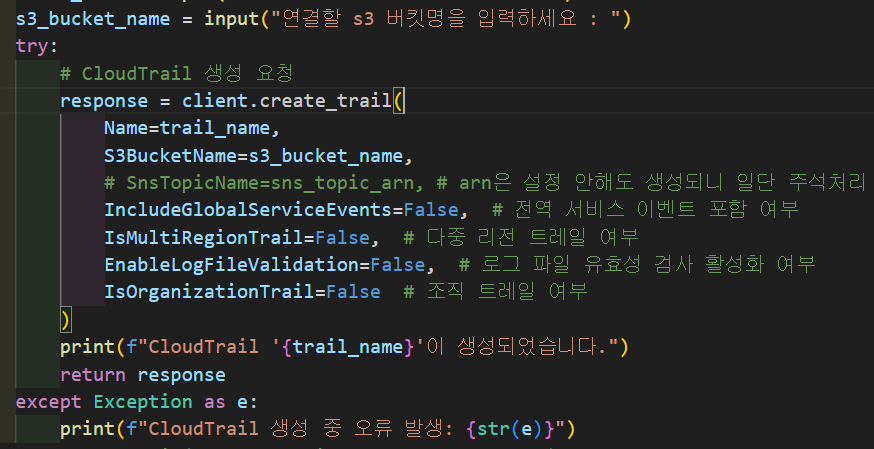 s3_bucket_name = input("연결할 s3 버킷명을 입력하세요 : ")
try:
    # CloudTrail 생성 요청
    response = client.create_trail(
        Name=trail_name,
        S3BucketName=s3_bucket_name,
        # SnsTopicName=sns_topic_arn, # arn은 설정 안해도 생성되니 일단 주석처리
        IncludeGlobalServiceEvents=False,  # 전역 서비스 이벤트 포함 여부
        IsMultiRegionTrail=False,  # 다중 리전 트레일 여부
        EnableLogFileValidation=False,  # 로그 파일 유효성 검사 활성화 여부
        IsOrganizationTrail=False  # 조직 트레일 여부
    )
    print(f"CloudTrail '{trail_name}'이 생성되었습니다.")
    return response
except Exception as e:
    print(f"CloudTrail 생성 중 오류 발생: {str(e)}")